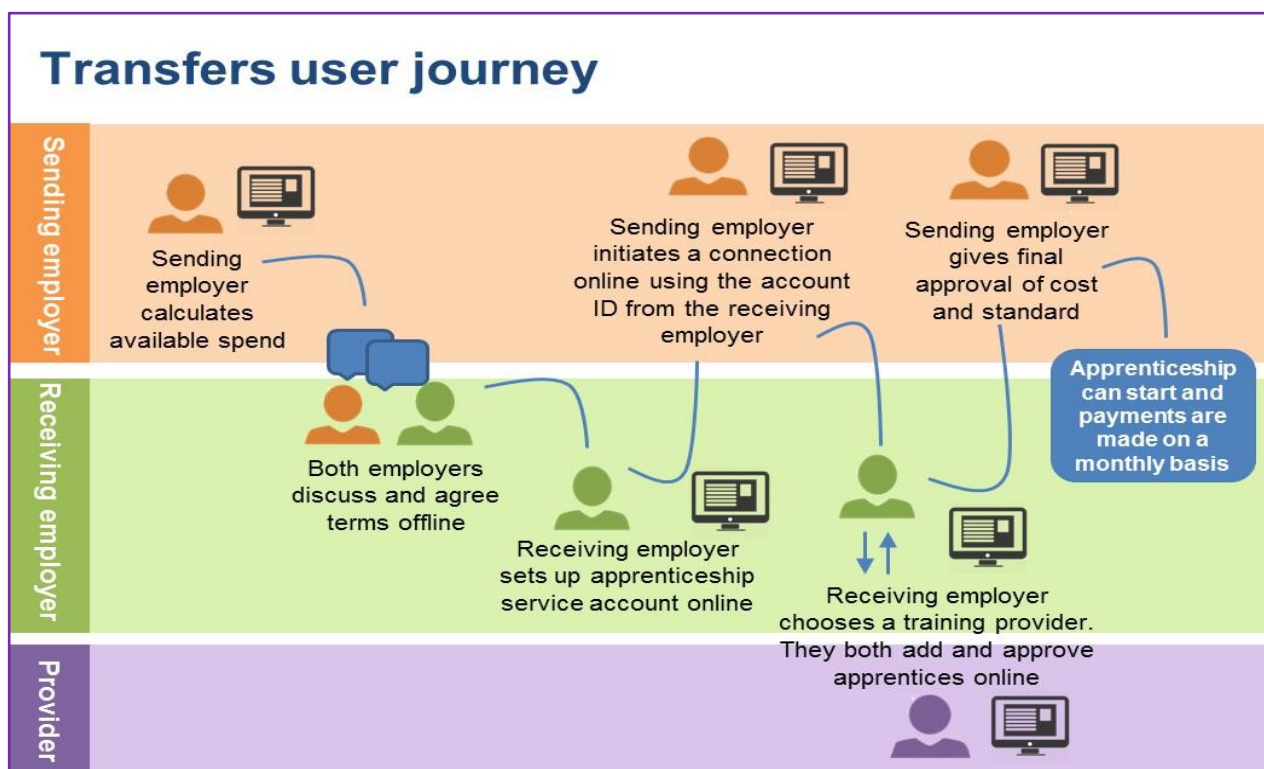 Transfers user journey
Sending employer
Sending
employer
calculates
available spend
Sending employer
initiates a connection
online using the account
ID from the receiving
employer
Sending employer
gives final
approval of cost
and standard
Apprenticeship
can start and
payments are
made on a
monthly basis
Receiving employer
Both employers
discuss and agree
terms offline
Receiving employer
sets up apprenticeship
service account online
Receiving employer
chooses a training provider.
They both add and approve
apprentices online
Provider